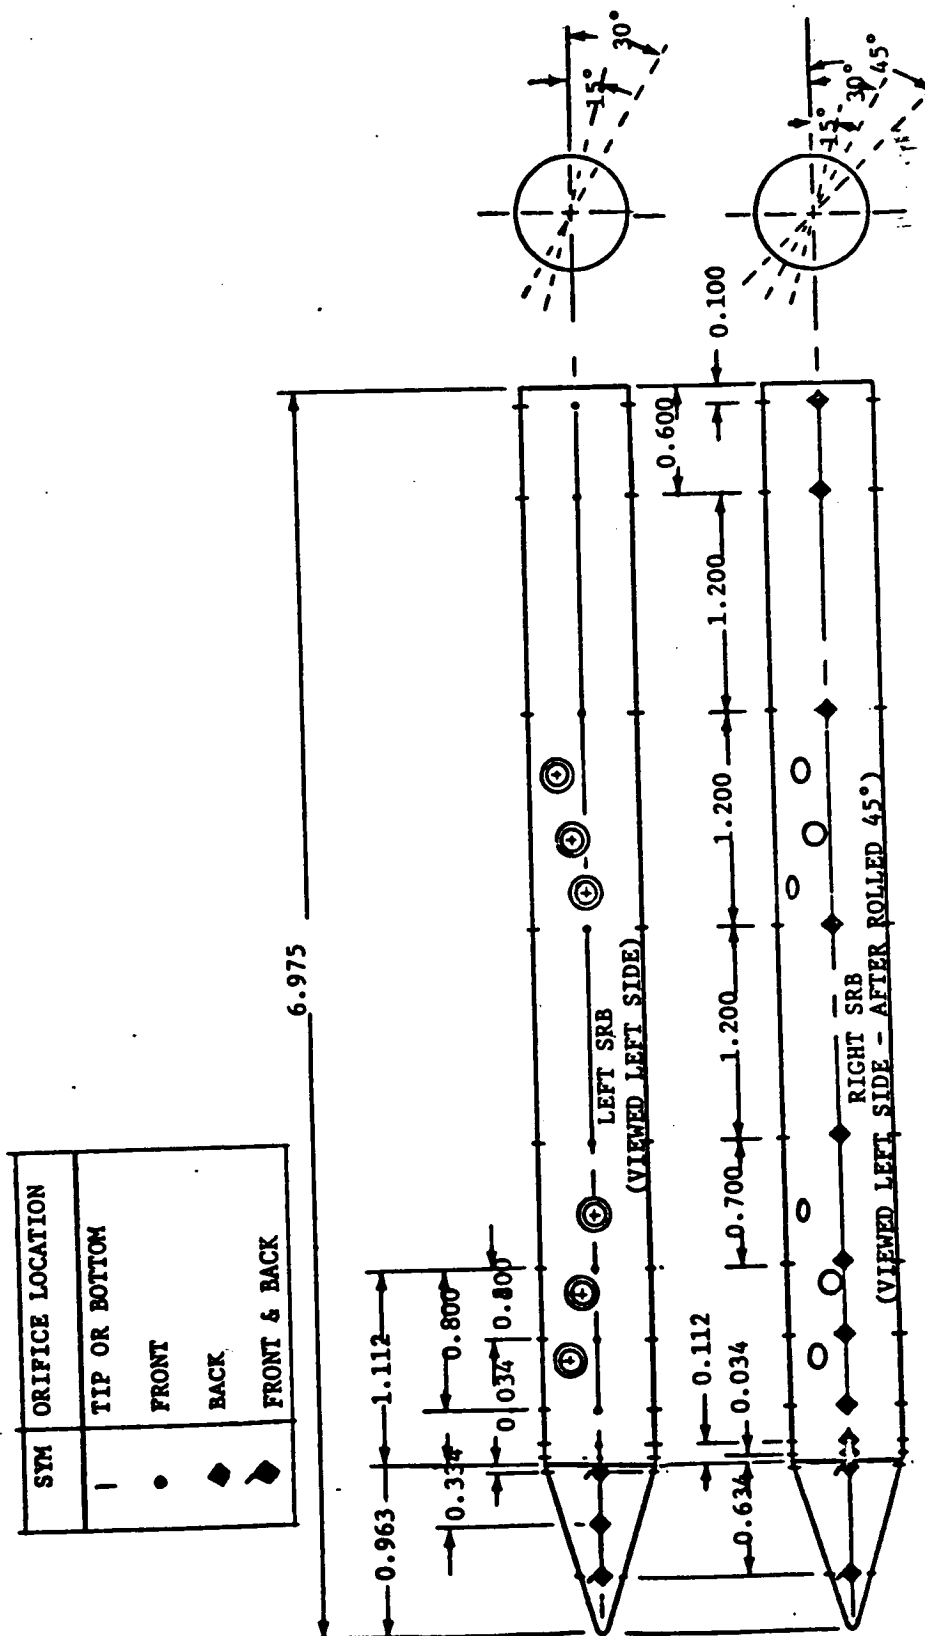 SYM ORIFICE LOCATION
| TIP OR BOTTOM
● FRONT
◆ BACK
FRONT & BACK
6.975
0.963
1.112
0.334
0.800
0.034
0.800
LEFT SRB
(VIEWED LEFT SIDE)
15°
30°
0.634
0.034
0.112
0.700
1.200
1.200
1.200
0.600
0.100
RIGHT SRB
(VIEWED LEFT SIDE - AFTER ROLLED 45°)
15°
30°
45°